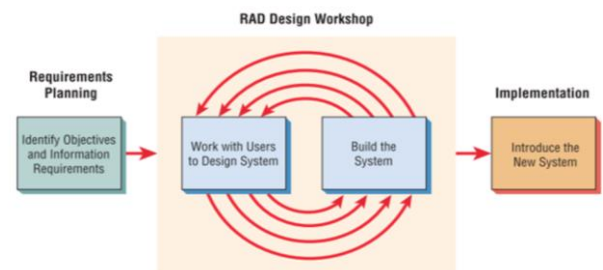 RAD Design Workshop
Requirements
Planning
Implementation
Identify Objectives
and Information
Requirements
Work with Users
to Design System
Build the
System
Introduce the
New System